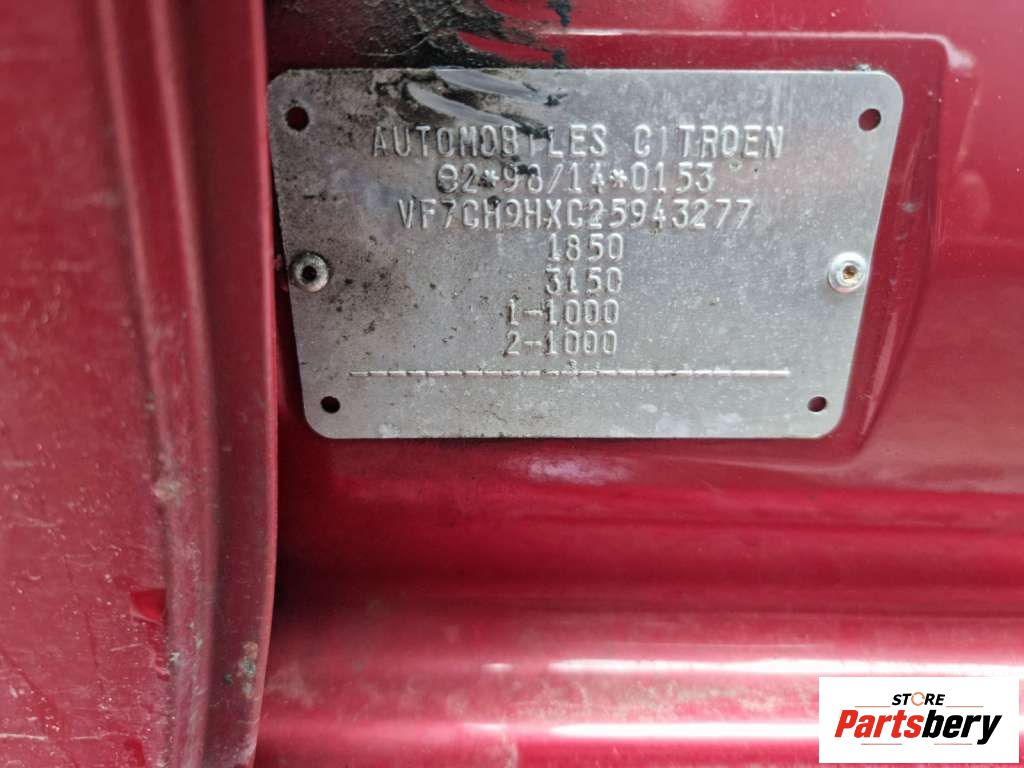 AUTOMOBILES CITROEN
e2*98/14*0153
VF7CH9HXC25943277
1850
3150
1-1000
2-1000
STORE
Partsbery